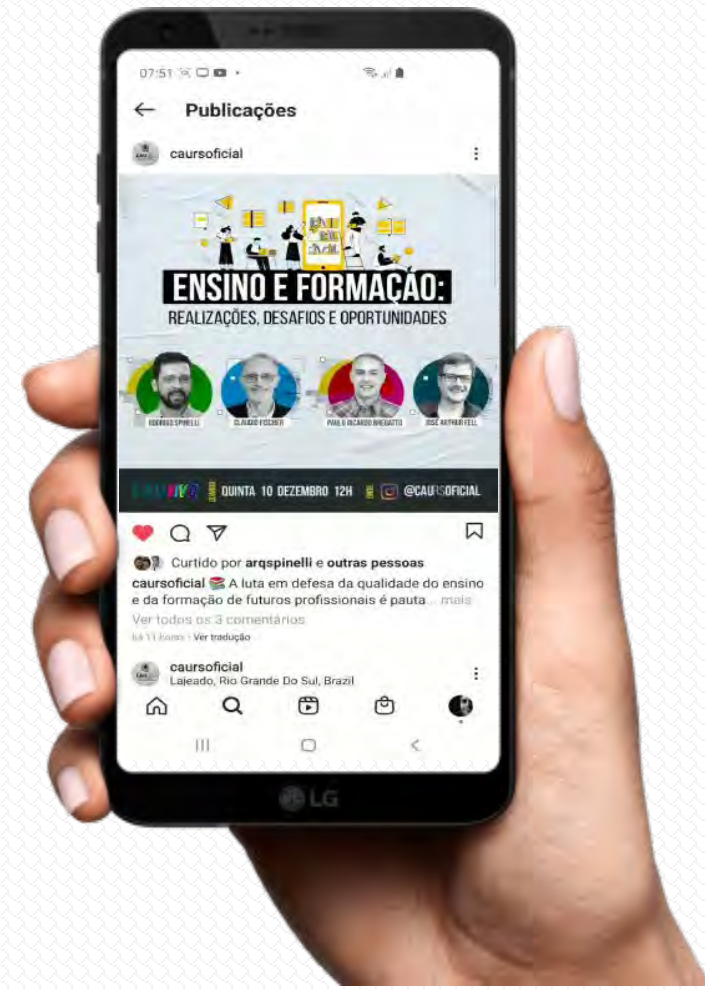 07:51
Publicações
caursoficial
ENSINO E FORMAÇÃO:
REALIZAÇÕES, DESAFIOS E OPORTUNIDADES
RODRIGO SPINELLI
CLAUDIO FISCHER
PAULO RICARDO BREGATTO
JOSÉ ARTHUR FELL
QUINTA 10 DEZEMBRO 12H
@CAURSOFICIAL
Curtido por arqspinelli e outras pessoas
caursoficial 📚 A luta em defesa da qualidade do ensino
e da formação de futuros profissionais é pauta... mais
Ver todos os 3 comentários
há 11 horas · Ver tradução
caursoficial
Lajeado, Rio Grande Do Sul, Brazil
LG